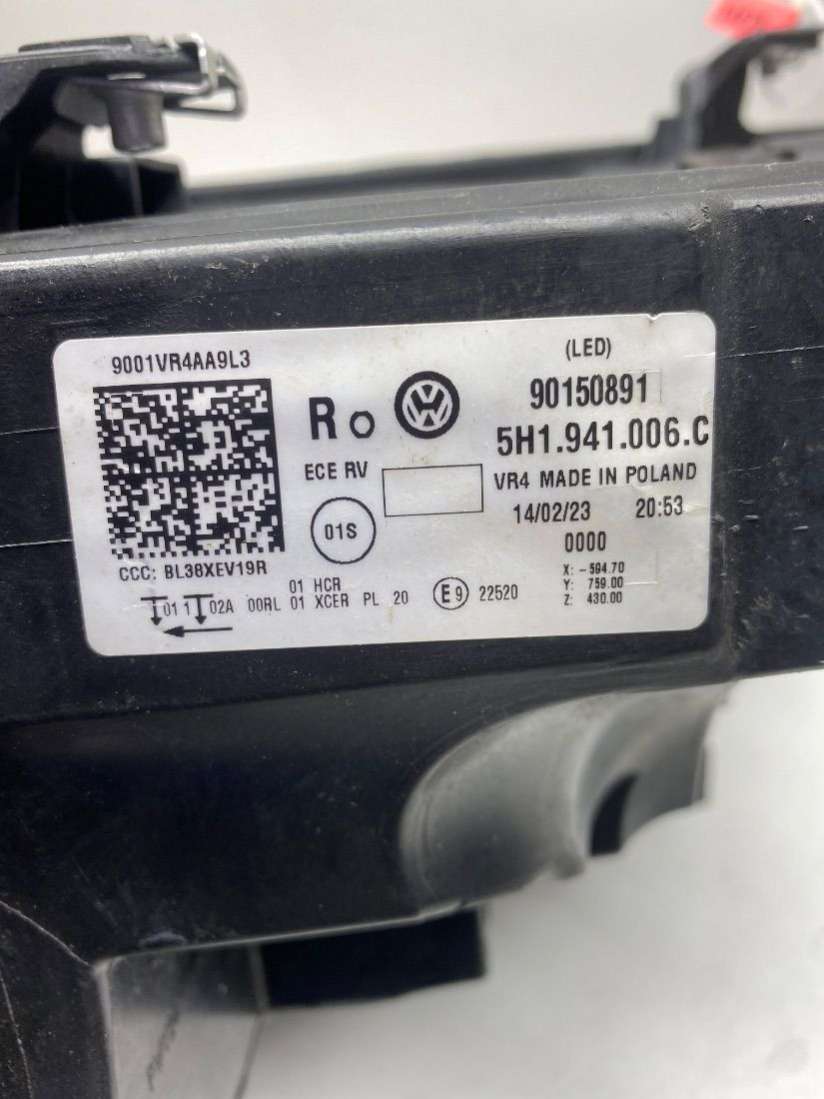 9001VR4AA9L3
(LED)
90150891
R
5H1.941.006.C
ECE RV
VR4 MADE IN POLAND
01S
14/02/23 20:53
0000
CCC: BL38XEV19R
X: -594.70
Y: 759.00
Z: 430.00
01 HCR
01 1 02A 00RL 01 XCER PL 20 E9 22520